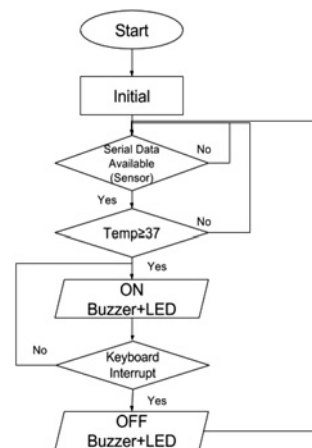 Start
Initial
Serial Data
Available
(Sensor)
No
Yes
Temp≥37
No
Yes
ON
Buzzer+LED
No
Keyboard
Interrupt
Yes
OFF
Buzzer+LED